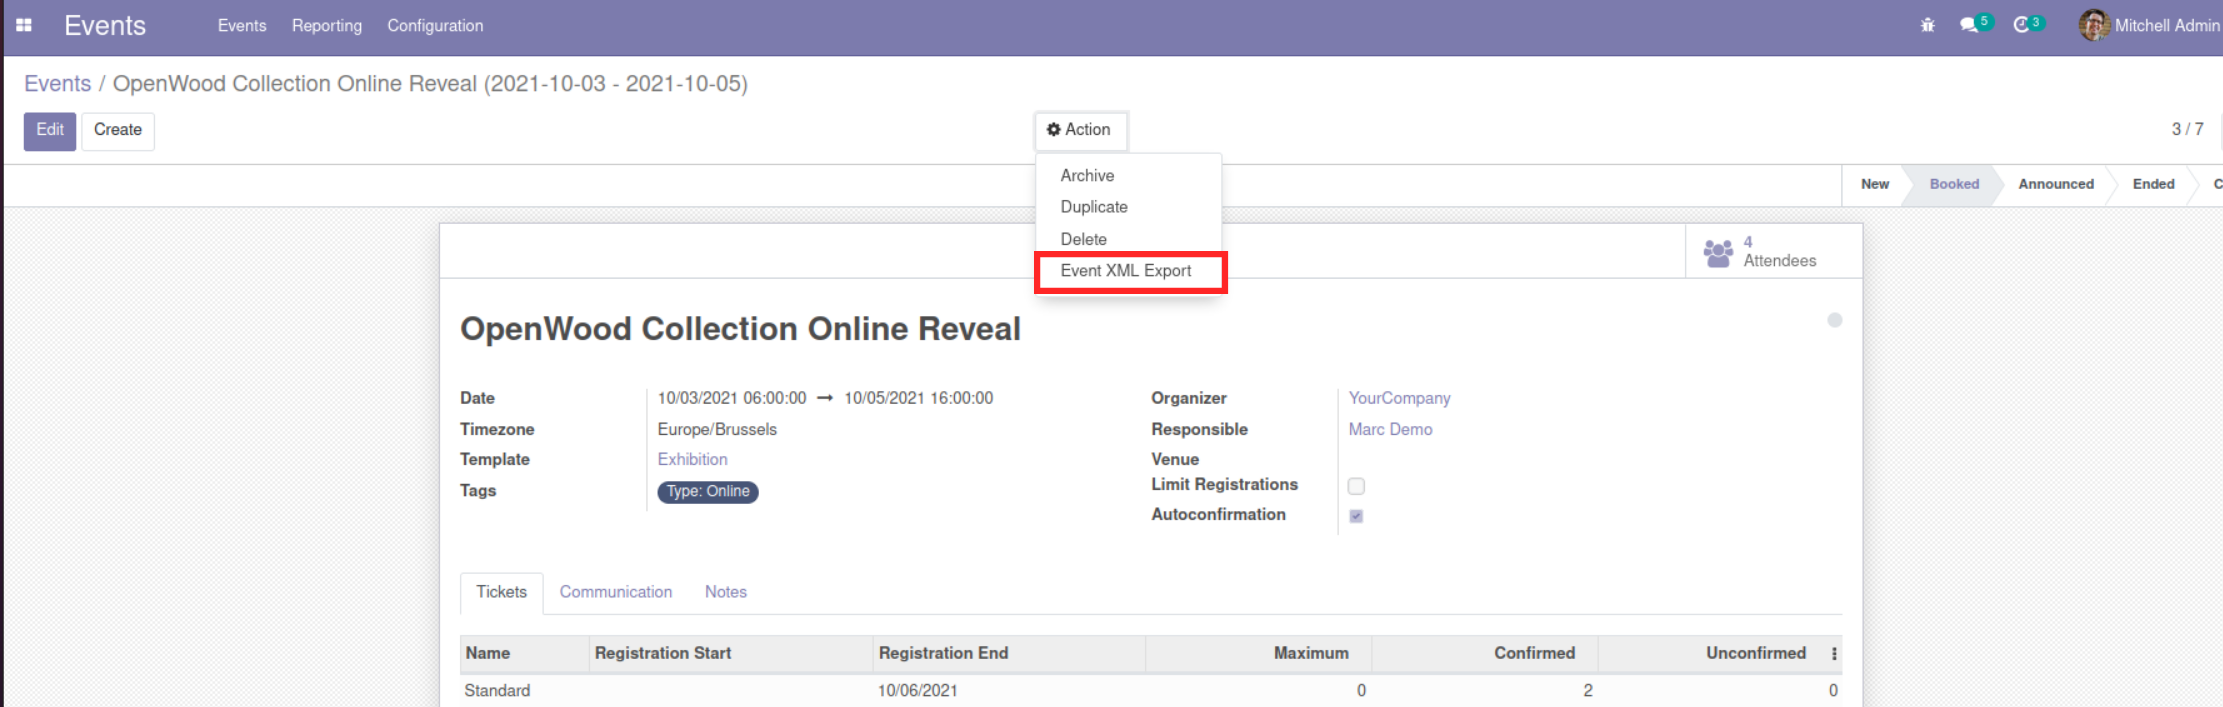 Events Events Reporting Configuration 5 3 Mitchell Admin
Events / OpenWood Collection Online Reveal (2021-10-03 - 2021-10-05)
Edit Create Action 3 / 7
Archive
New Booked Announced Ended C
Duplicate
Delete
4
Attendees
Event XML Export
OpenWood Collection Online Reveal
Date 10/03/2021 06:00:00 → 10/05/2021 16:00:00 Organizer YourCompany
Timezone Europe/Brussels Responsible Marc Demo
Template Exhibition Venue
Tags Type: Online Limit Registrations
Autoconfirmation
Tickets Communication Notes
Name Registration Start Registration End Maximum Confirmed Unconfirmed
Standard 10/06/2021 0 2 0